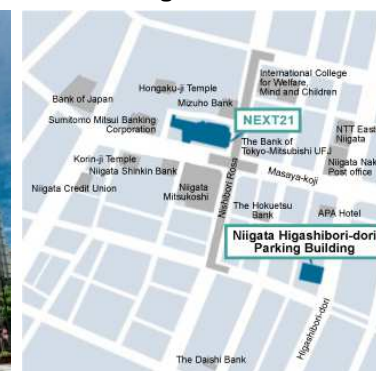 International College
for Welfare,
Mind and Children
Hongaku-ji Temple
Bank of Japan
Mizuho Bank
Sumitomo Mitsui Banking
Corporation
NEXT21
NTT East
Niigata
The Bank of
Tokyo-Mitsubishi UFJ
Korin-ji Temple
Niigata Shinkin Bank
Niigata Nak
Post office
Masaya-koji
Niigata Credit Union
Niigata
Mitsukoshi
Nishibori Rosa
The Hokuetsu
Bank
APA Hotel
Niigata Higashibori-dori
Parking Building
Higashibori-dori
The Daishi Bank